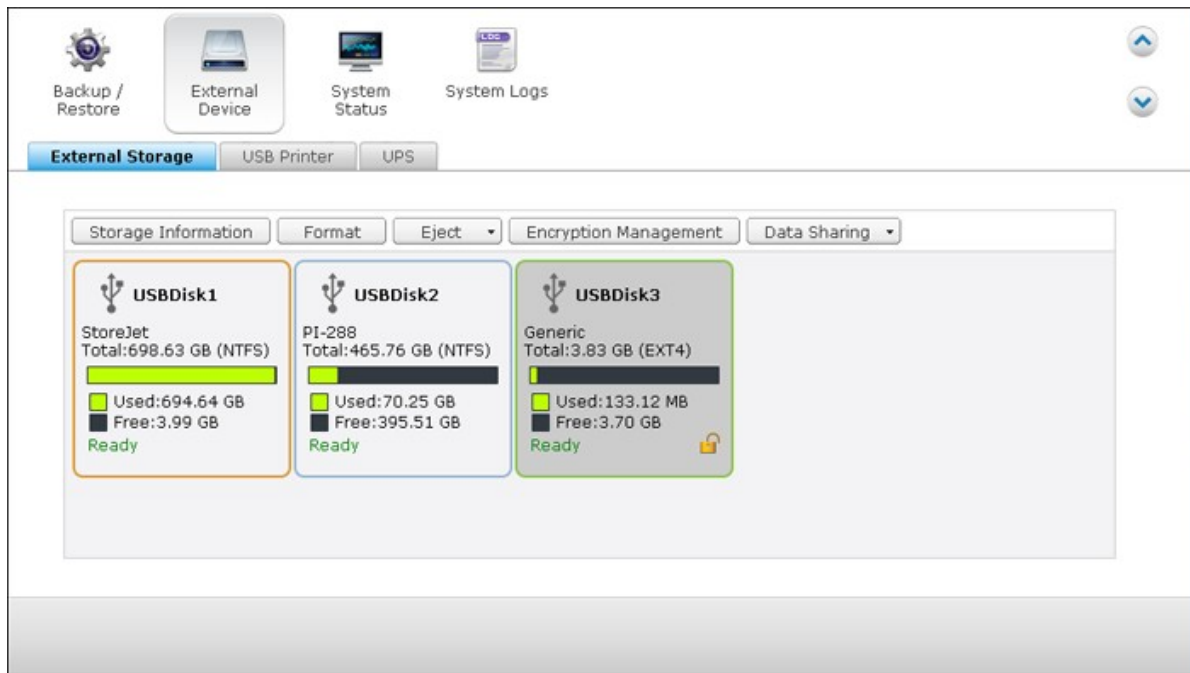 LOG
Backup /
Restore
External
Device
System
Status
System Logs
External Storage
USB Printer
UPS
Storage Information
Format
Eject
Encryption Management
Data Sharing
USBDisk1
StoreJet
Total:698.63 GB (NTFS)
Used:694.64 GB
Free:3.99 GB
Ready
USBDisk2
PI-288
Total:465.76 GB (NTFS)
Used:70.25 GB
Free:395.51 GB
Ready
USBDisk3
Generic
Total:3.83 GB (EXT4)
Used:133.12 MB
Free:3.70 GB
Ready